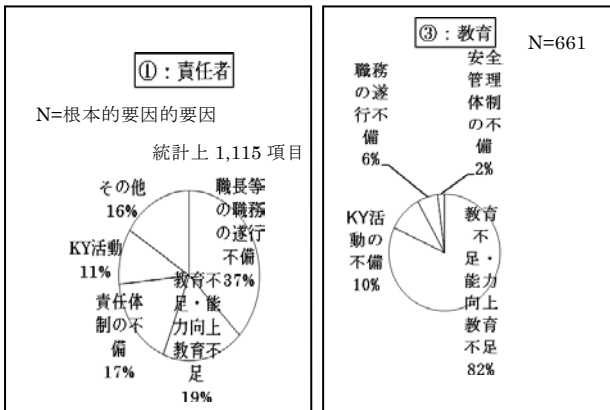 ①:責任者
N=根本的要因的要因
統計上 1,115 項目
その他
16%
職長等
の職務
の遂行
不備
37%
KY活動
11%
教育不
足・能
力向上
教育不
足
19%
責任体
制の不
備
17%
③:教育
N=661
職務
の遂
行不
備
6%
安全
管理
体制
の不
備
2%
KY活
動の
不備
10%
教育
不
足・
能力
向上
教育
不足
82%